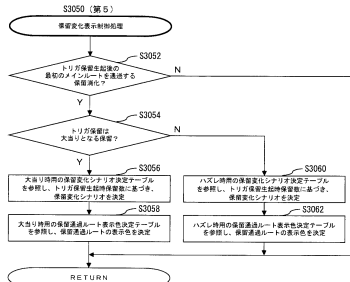 S3050（第5）
保留変化表示制御処理
S3052
トリガ保留生起後の
最初のメインルートを通過する
保留消化？
N
Y
S3054
トリガ保留は
大当りとなる保留？
N
Y
S3056
大当り時用の保留変化シナリオ決定テーブル
を参照し、トリガ保留生起時保留数に基づき、
保留変化シナリオを決定
S3060
ハズレ時用の保留変化シナリオ決定テーブル
を参照し、トリガ保留生起時保留数に基づき、
保留変化シナリオを決定
S3058
大当り時用の保留通過ルート表示色決定テーブル
を参照し、保留通過ルートの表示色を決定
S3062
ハズレ時用の保留通過ルート表示色決定テーブル
を参照し、保留通過ルートの表示色を決定
RETURN